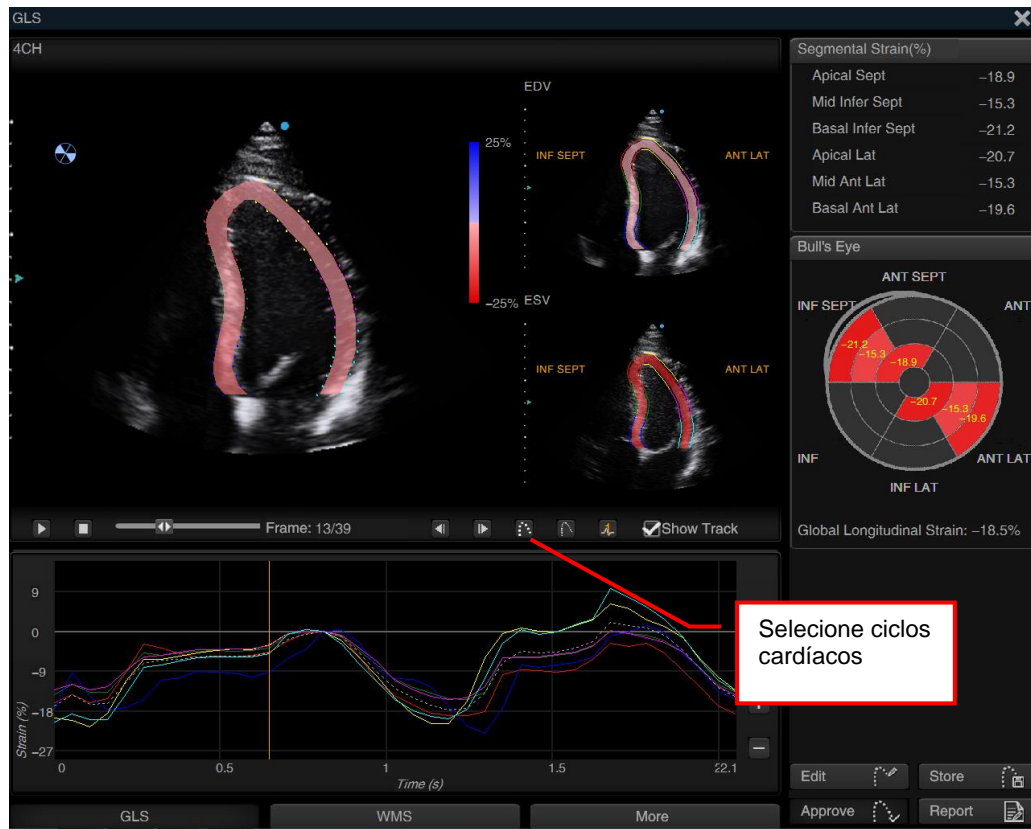 GLS
4CH
EDV
25%
INF SEPT
ANT LAT
-25%
ESV
INF SEPT
ANT LAT
Frame: 13/39
Show Track
9
0
-9
-18
-27
Strain (%)
0
0.5
1
1.5
22.1
Time (s)
GLS
WMS
More
Segmental Strain(%)
Apical Sept -18.9
Mid Infer Sept -15.3
Basal Infer Sept -21.2
Apical Lat -20.7
Mid Ant Lat -15.3
Basal Ant Lat -19.6
Bull's Eye
ANT SEPT
INF SEPT
ANT
-21.2
-15.3
-18.9
-20.7
-15.3
-19.6
INF
ANT LAT
INF LAT
Global Longitudinal Strain: -18.5%
Selecione ciclos
cardíacos
Edit
Store
Approve
Report